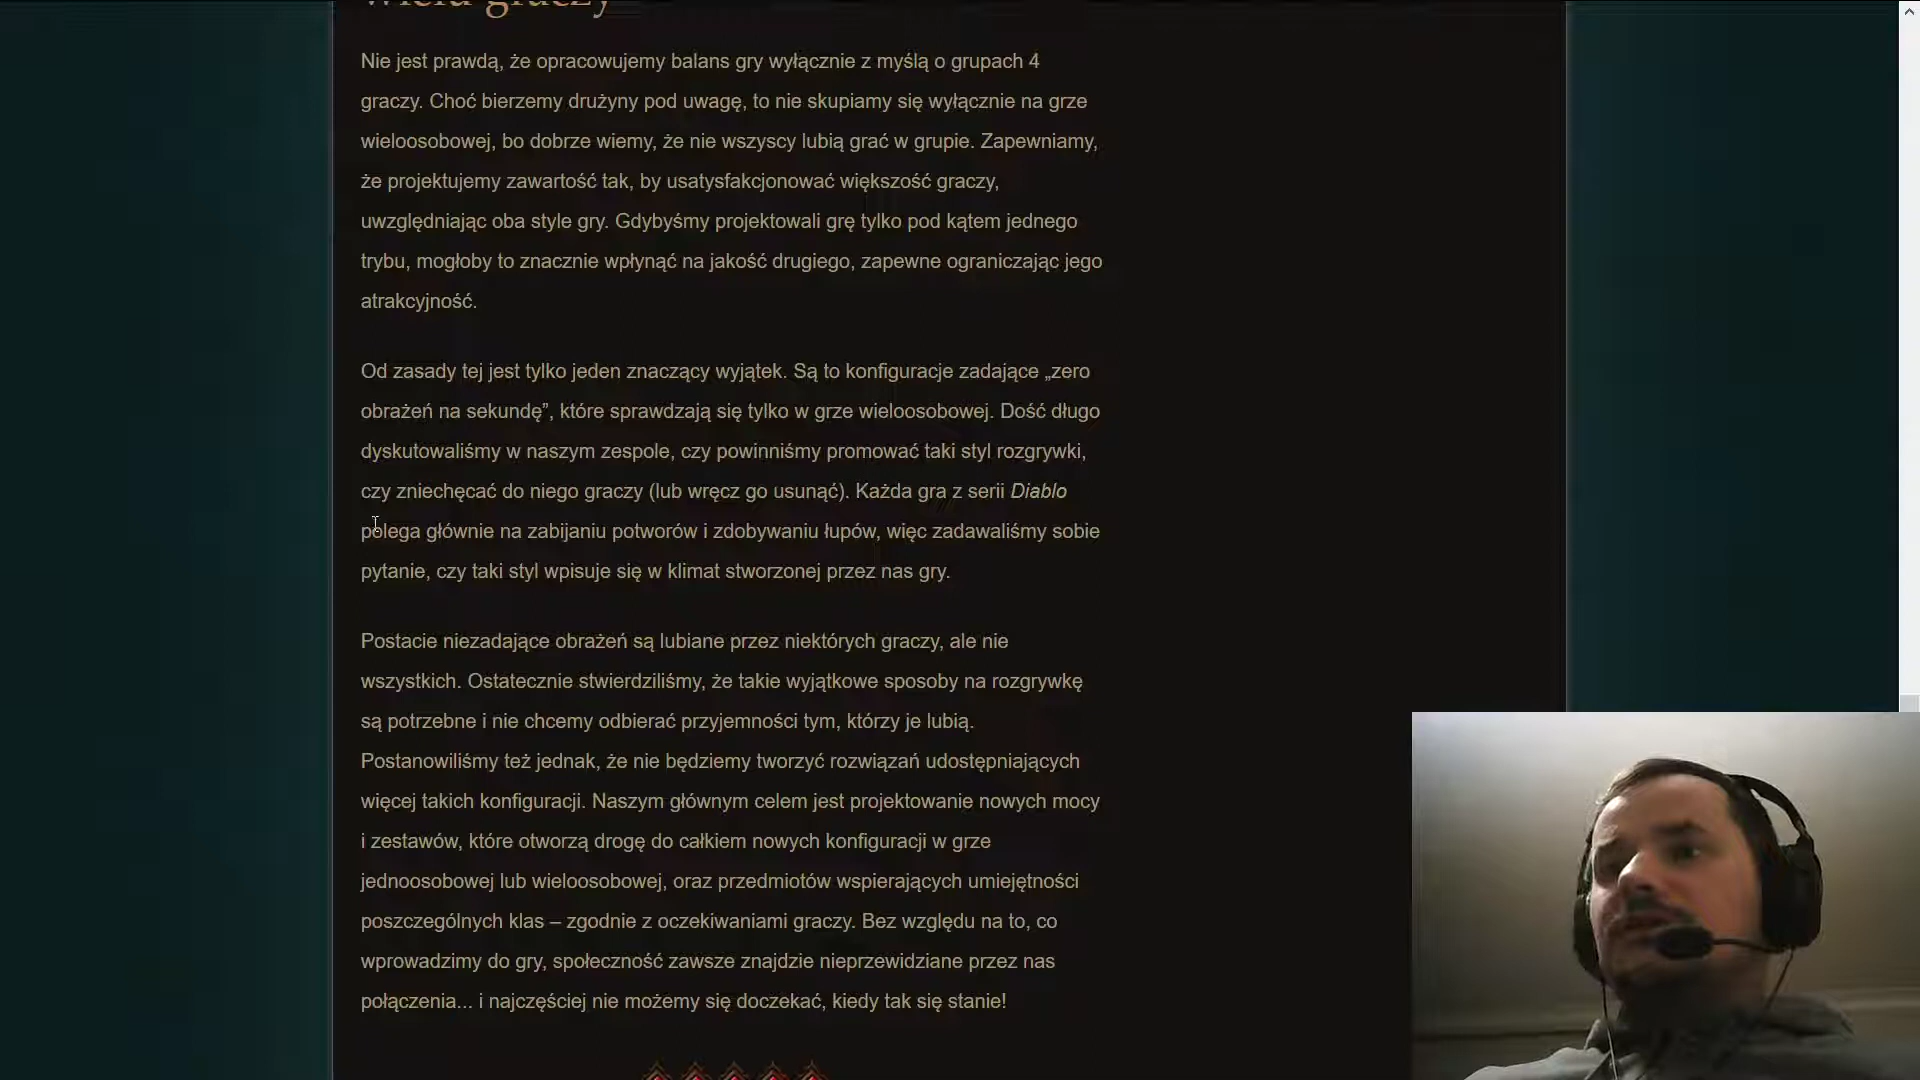 wielu graczy
Nie jest prawdą, że opracowujemy balans gry wyłącznie z myślą o grupach 4
graczy. Choć bierzemy drużyny pod uwagę, to nie skupiamy się wyłącznie na grze
wieloosobowej, bo dobrze wiemy, że nie wszyscy lubią grać w grupie. Zapewniamy,
że projektujemy zawartość tak, by usatysfakcjonować większość graczy,
uwzględniając oba style gry. Gdybyśmy projektowali grę tylko pod kątem jednego
trybu, mogłoby to znacznie wpłynąć na jakość drugiego, zapewne ograniczając jego
atrakcyjność.
Od zasady tej jest tylko jeden znaczący wyjątek. Są to konfiguracje zadające „zero
obrażeń na sekundę”, które sprawdzają się tylko w grze wieloosobowej. Dość długo
dyskutowaliśmy w naszym zespole, czy powinniśmy promować taki styl rozgrywki,
czy zniechęcać do niego graczy (lub wręcz go usunąć). Każda gra z serii Diablo
polega głównie na zabijaniu potworów i zdobywaniu łupów, więc zadawaliśmy sobie
pytanie, czy taki styl wpisuje się w klimat stworzonej przez nas gry.
Postacie niezadające obrażeń są lubiane przez niektórych graczy, ale nie
wszystkich. Ostatecznie stwierdziliśmy, że takie wyjątkowe sposoby na rozgrywkę
są potrzebne i nie chcemy odbierać przyjemności tym, którzy je lubią.
Postanowiliśmy też jednak, że nie będziemy tworzyć rozwiązań udostępniających
więcej takich konfiguracji. Naszym głównym celem jest projektowanie nowych mocy
i zestawów, które otworzą drogę do całkiem nowych konfiguracji w grze
jednoosobowej lub wieloosobowej, oraz przedmiotów wspierających umiejętności
poszczególnych klas – zgodnie z oczekiwaniami graczy. Bez względu na to, co
wprowadzimy do gry, społeczność zawsze znajdzie nieprzewidziane przez nas
połączenia... i najczęściej nie możemy się doczekać, kiedy tak się stanie!